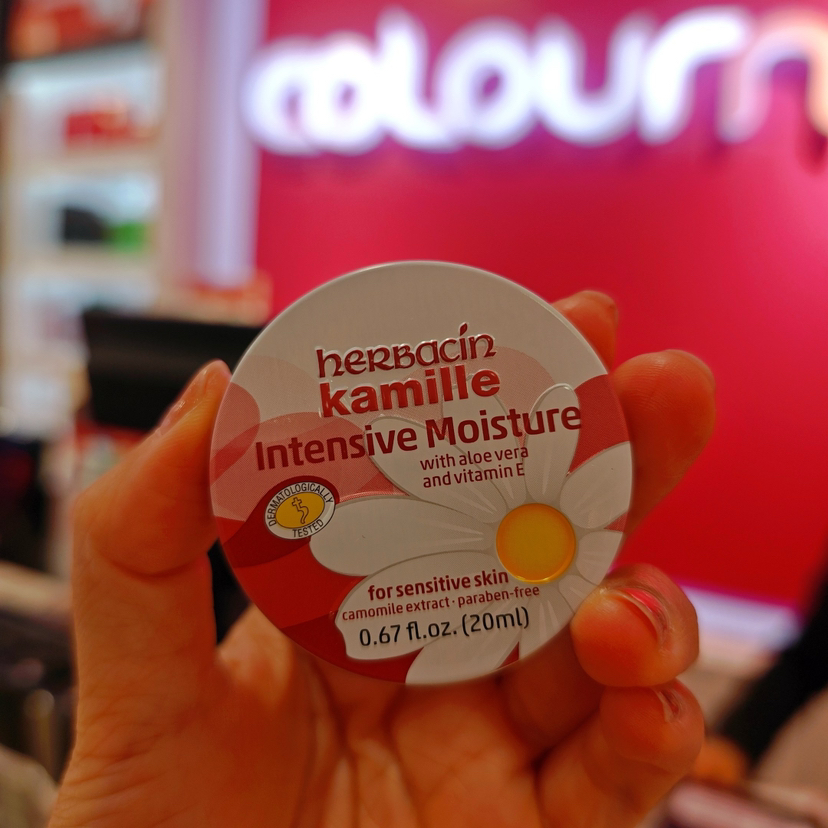 colour
herbacin
kamille
Intensive Moisture
with aloe vera
and vitamin E
DERMATOLOGICALLY
TESTED
for sensitive skin
camomile extract · paraben-free
0.67 fl.oz. (20ml)